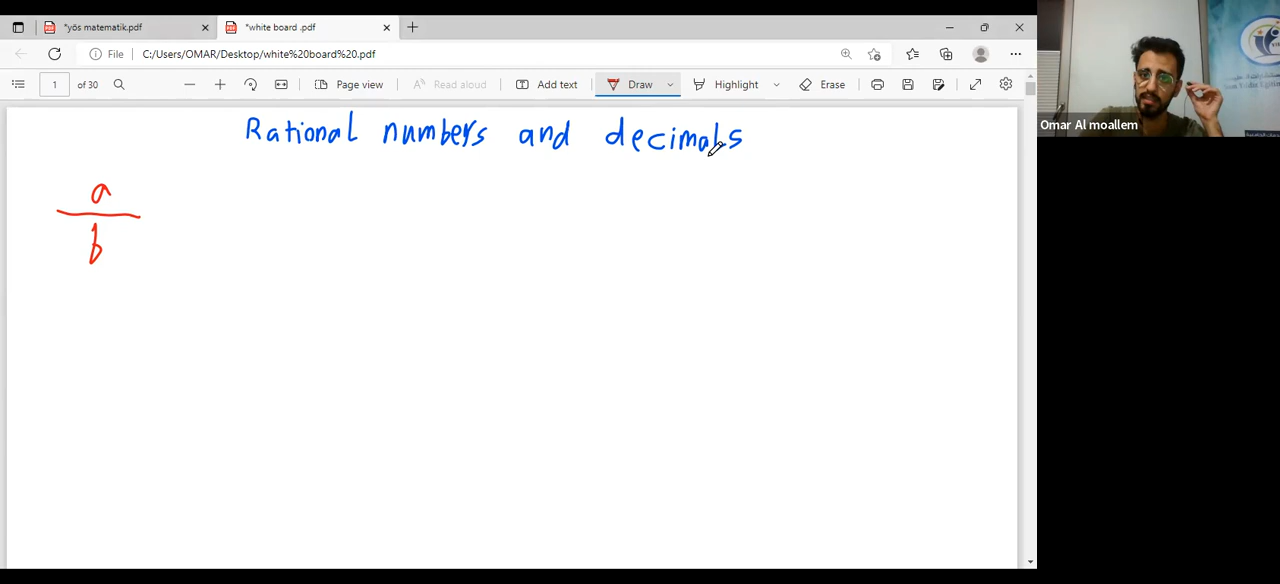 *yös matematik.pdf
*white board .pdf
File
C:/Users/OMAR/Desktop/white%20board%20.pdf
1 of 30
Page view
Read aloud
Add text
Draw
Highlight
Erase
Rational numbers and decimals
a
b
Omar Al moallem